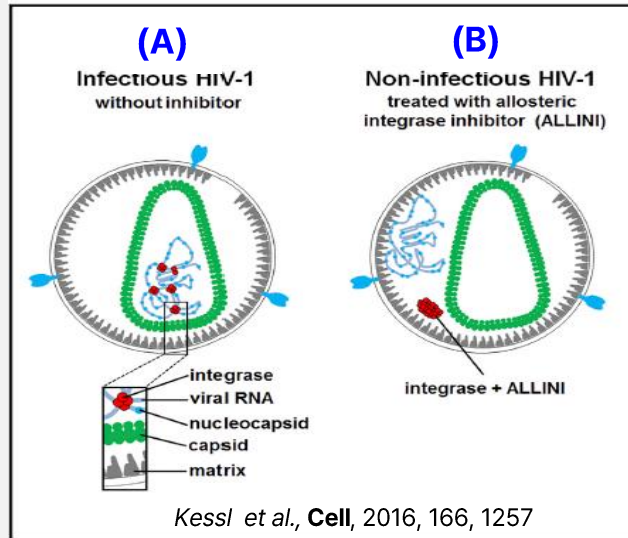 (A)
Infectious HIV-1
without inhibitor
(B)
Non-infectious HIV-1
treated with allosteric
integrase inhibitor (ALLINI)
integrase
viral RNA
nucleocapsid
capsid
matrix
integrase + ALLINI
Kessl et al., Cell, 2016, 166, 1257